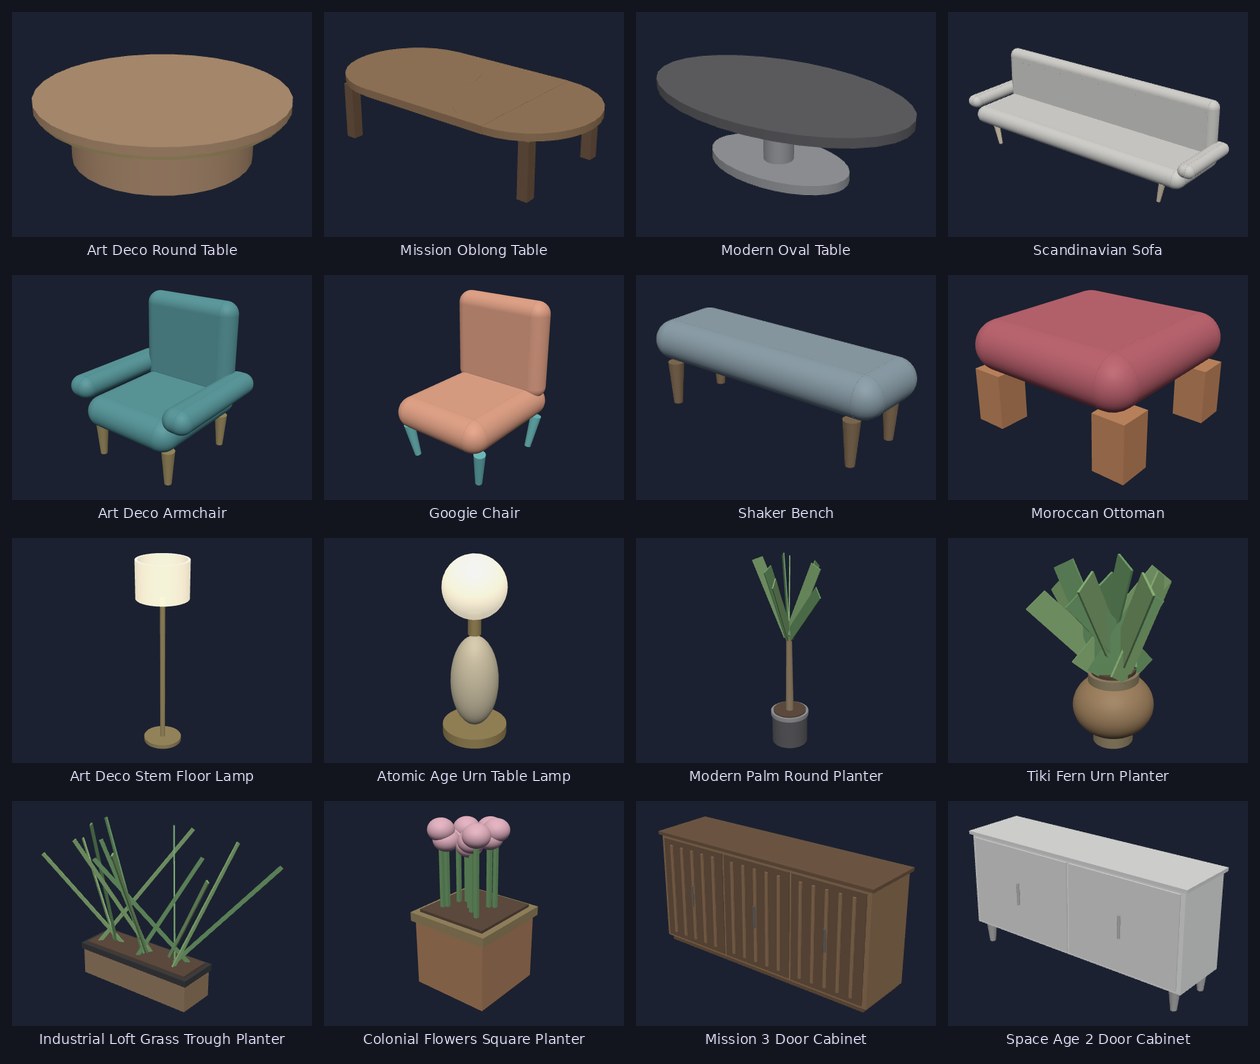 Art Deco Round Table
Mission Oblong Table
Modern Oval Table
Scandinavian Sofa
Art Deco Armchair
Googie Chair
Shaker Bench
Moroccan Ottoman
Art Deco Stem Floor Lamp
Atomic Age Urn Table Lamp
Modern Palm Round Planter
Tiki Fern Urn Planter
Industrial Loft Grass Trough Planter
Colonial Flowers Square Planter
Mission 3 Door Cabinet
Space Age 2 Door Cabinet